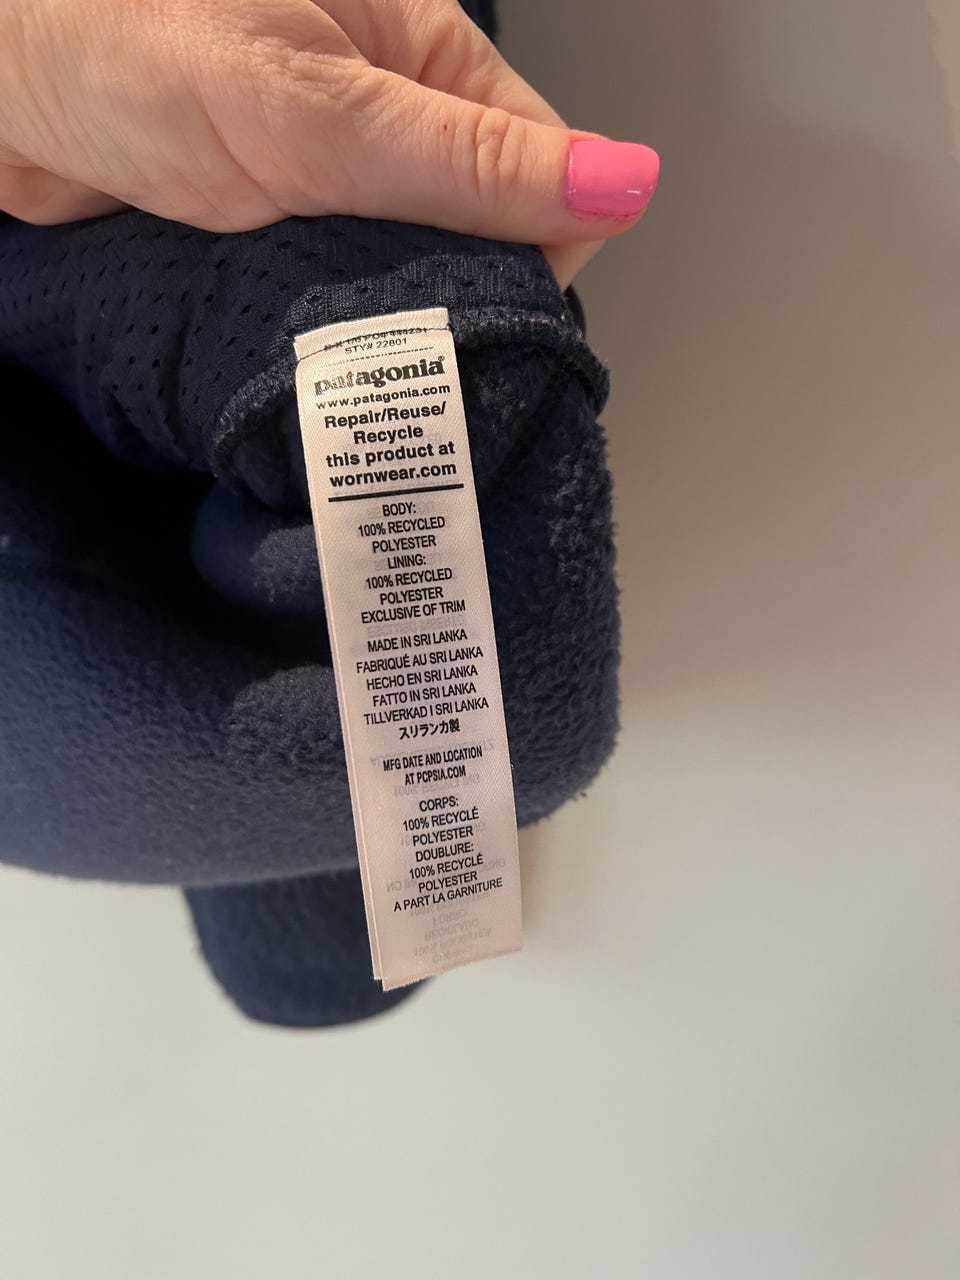 STY# 22801
patagonia®
www.patagonia.com
Repair/Reuse/
Recycle
this product at
wornwear.com
BODY:
100% RECYCLED
POLYESTER
LINING:
100% RECYCLED
POLYESTER
EXCLUSIVE OF TRIM
MADE IN SRI LANKA
FABRIQUÉ AU SRI LANKA
HECHO EN SRI LANKA
FATTO IN SRI LANKA
TILLVERKAD I SRI LANKA
スリランカ製
MFG DATE AND LOCATION
AT PCPSIA.COM
CORPS:
100% RECYCLÉ
POLYESTER
DOUBLURE:
100% RECYCLÉ
POLYESTER
A PART LA GARNITURE